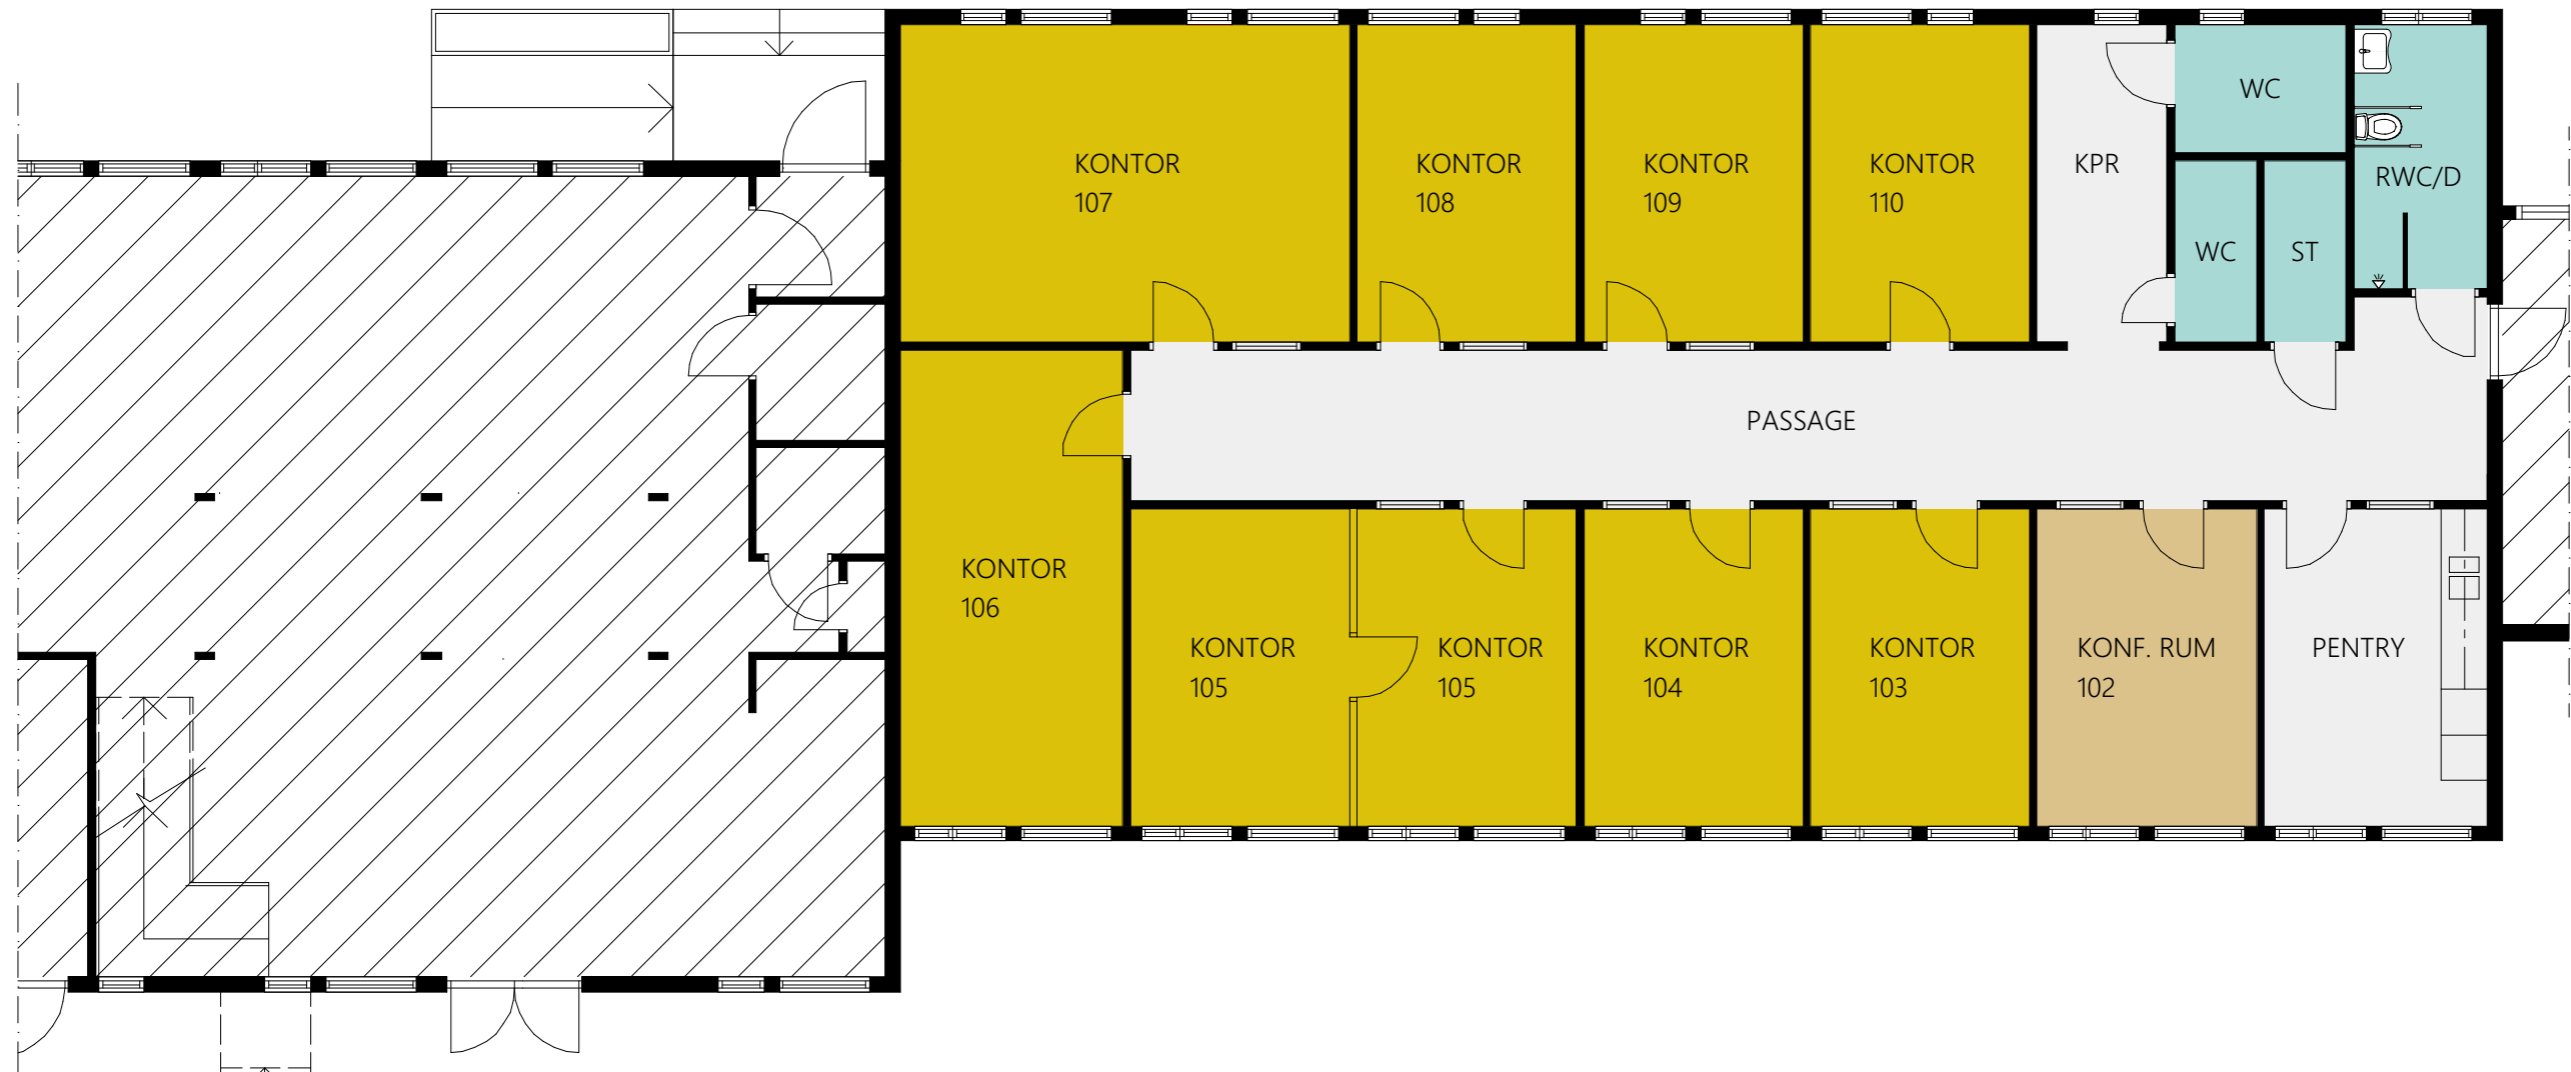 KONTOR
107
KONTOR
108
KONTOR
109
KONTOR
110
KPR
WC
WC
ST
RWC/D
PASSAGE
KONTOR
106
KONTOR
105
KONTOR
105
KONTOR
104
KONTOR
103
KONF. RUM
102
PENTRY